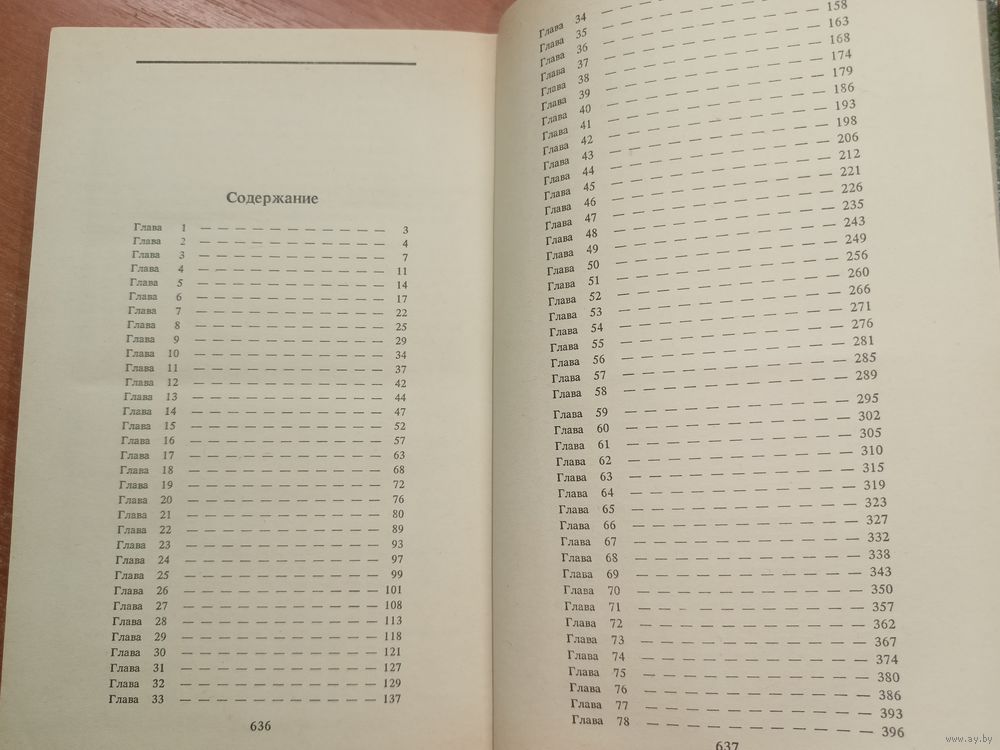 Содержание
Глава 1 — — — — — — — — — — — 3
Глава 2 — — — — — — — — — — — 4
Глава 3 — — — — — — — — — — — 7
Глава 4 — — — — — — — — — — — 11
Глава 5 — — — — — — — — — — — 14
Глава 6 — — — — — — — — — — — 17
Глава 7 — — — — — — — — — — — 22
Глава 8 — — — — — — — — — — — 25
Глава 9 — — — — — — — — — — — 29
Глава 10 — — — — — — — — — — — 34
Глава 11 — — — — — — — — — — — 37
Глава 12 — — — — — — — — — — — 42
Глава 13 — — — — — — — — — — — 44
Глава 14 — — — — — — — — — — — 47
Глава 15 — — — — — — — — — — — 52
Глава 16 — — — — — — — — — — — 57
Глава 17 — — — — — — — — — — — 63
Глава 18 — — — — — — — — — — — 68
Глава 19 — — — — — — — — — — — 72
Глава 20 — — — — — — — — — — — 76
Глава 21 — — — — — — — — — — — 80
Глава 22 — — — — — — — — — — — 89
Глава 23 — — — — — — — — — — — 93
Глава 24 — — — — — — — — — — — 97
Глава 25 — — — — — — — — — — — 99
Глава 26 — — — — — — — — — — — 101
Глава 27 — — — — — — — — — — — 108
Глава 28 — — — — — — — — — — — 113
Глава 29 — — — — — — — — — — — 118
Глава 30 — — — — — — — — — — — 121
Глава 31 — — — — — — — — — — — 127
Глава 32 — — — — — — — — — — — 129
Глава 33 — — — — — — — — — — — 137
636
Глава 34
Глава 35
Глава 36 — — — — — — — — — — — 158
Глава 37 — — — — — — — — — — — 163
Глава 38 — — — — — — — — — — — 168
Глава 39 — — — — — — — — — — — 174
Глава 40 — — — — — — — — — — — 179
Глава 41 — — — — — — — — — — — 186
Глава 42 — — — — — — — — — — — 193
Глава 43 — — — — — — — — — — — 198
Глава 44 — — — — — — — — — — — 206
Глава 45 — — — — — — — — — — — 212
Глава 46 — — — — — — — — — — — 221
Глава 47 — — — — — — — — — — — 226
Глава 48 — — — — — — — — — — — 235
Глава 49 — — — — — — — — — — — 243
Глава 50 — — — — — — — — — — — 249
Глава 51 — — — — — — — — — — — 256
Глава 52 — — — — — — — — — — — 260
Глава 53 — — — — — — — — — — — 266
Глава 54 — — — — — — — — — — — 271
Глава 55 — — — — — — — — — — — 276
Глава 56 — — — — — — — — — — — 281
Глава 57 — — — — — — — — — — — 285
Глава 58 — — — — — — — — — — — 289
Глава 59 — — — — — — — — — — — 295
Глава 60 — — — — — — — — — — — 302
Глава 61 — — — — — — — — — — — 305
Глава 62 — — — — — — — — — — — 310
Глава 63 — — — — — — — — — — — 315
Глава 64 — — — — — — — — — — — 319
Глава 65 — — — — — — — — — — — 323
Глава 66 — — — — — — — — — — — 327
Глава 67 — — — — — — — — — — — 332
Глава 68 — — — — — — — — — — — 338
Глава 69 — — — — — — — — — — — 343
Глава 70 — — — — — — — — — — — 350
Глава 71 — — — — — — — — — — — 357
Глава 72 — — — — — — — — — — — 362
Глава 73 — — — — — — — — — — — 367
Глава 74 — — — — — — — — — — — 374
Глава 75 — — — — — — — — — — — 380
Глава 76 — — — — — — — — — — — 386
Глава 77 — — — — — — — — — — — 393
Глава 78 — — — — — — — — — — — 396
637
www.ay.by